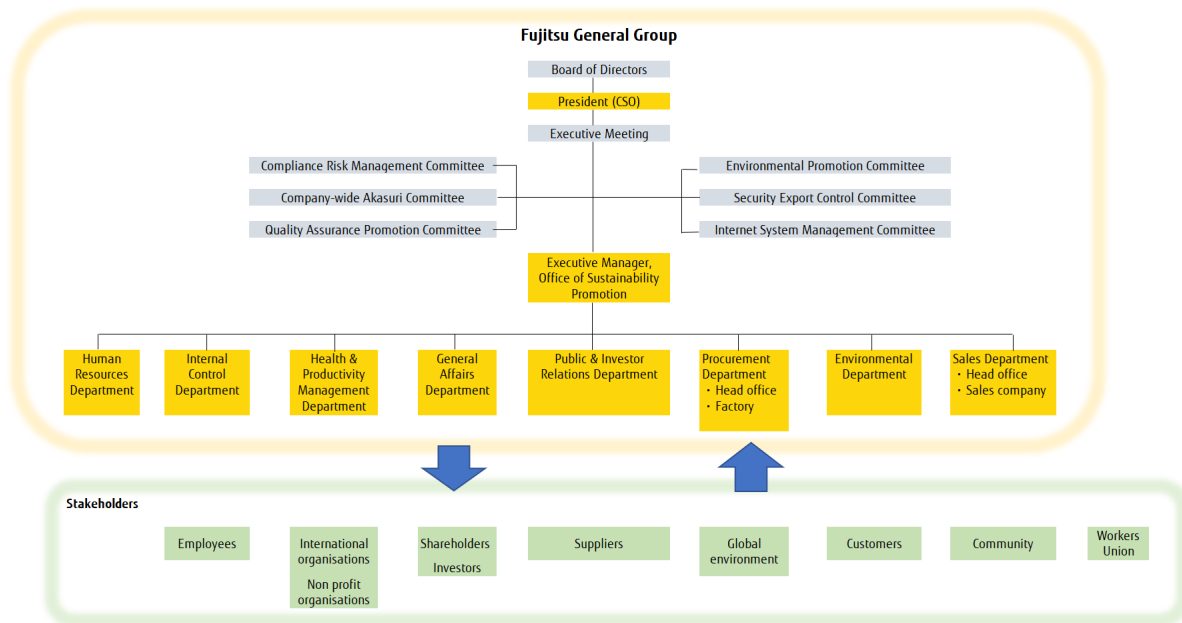 Fujitsu General Group
Board of Directors
President (CSO)
Executive Meeting
Compliance Risk Management Committee
Environmental Promotion Committee
Company-wide Akasuri Committee
Security Export Control Committee
Quality Assurance Promotion Committee
Internet System Management Committee
Executive Manager,
Office of Sustainability
Promotion
Human
Resources
Department
Internal
Control
Department
Health &
Productivity
Management
Department
General
Affairs
Department
Public & Investor
Relations Department
Procurement
Department
・Head office
・Factory
Environmental
Department
Sales Department
・Head office
・Sales company
Stakeholders
Employees
International
organisations
Non profit
organisations
Shareholders
Investors
Suppliers
Global
environment
Customers
Community
Workers
Union